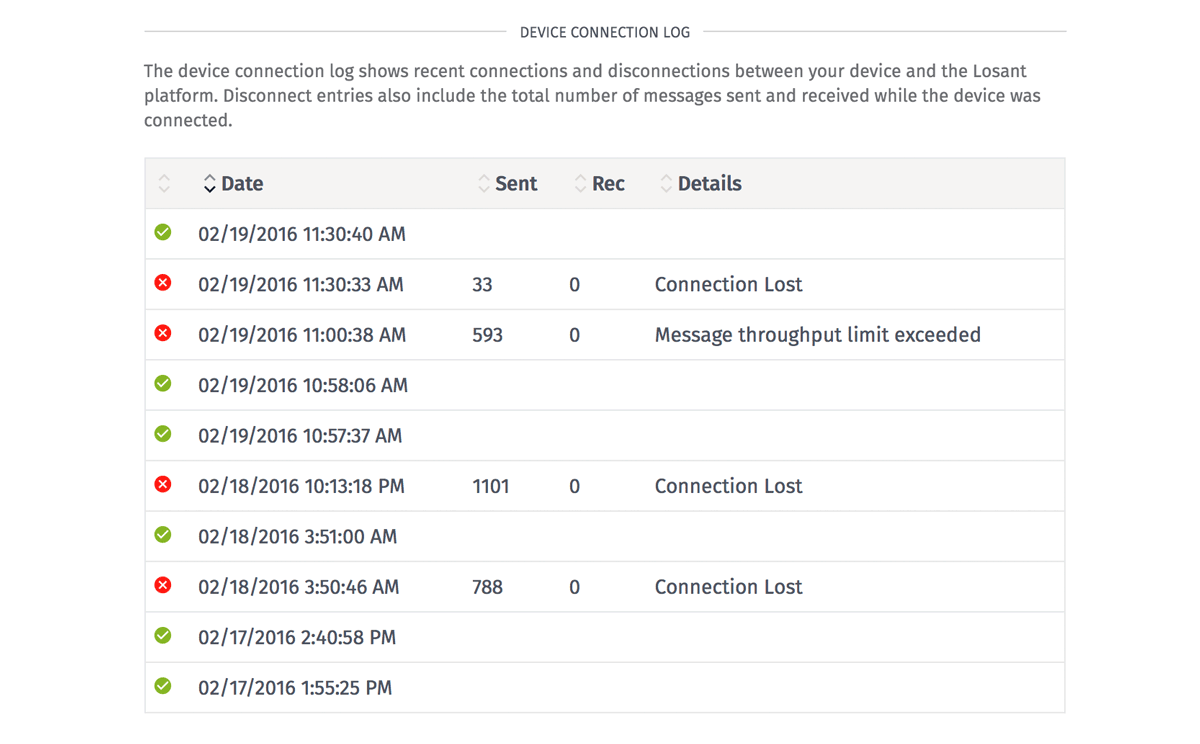 DEVICE CONNECTION LOG
The device connection log shows recent connections and disconnections between your device and the Losant
platform. Disconnect entries also include the total number of messages sent and received while the device was
connected.
Date Sent Rec Details
02/19/2016 11:30:40 AM
02/19/2016 11:30:33 AM 33 0 Connection Lost
02/19/2016 11:00:38 AM 593 0 Message throughput limit exceeded
02/19/2016 10:58:06 AM
02/19/2016 10:57:37 AM
02/18/2016 10:13:18 PM 1101 0 Connection Lost
02/18/2016 3:51:00 AM
02/18/2016 3:50:46 AM 788 0 Connection Lost
02/17/2016 2:40:58 PM
02/17/2016 1:55:25 PM